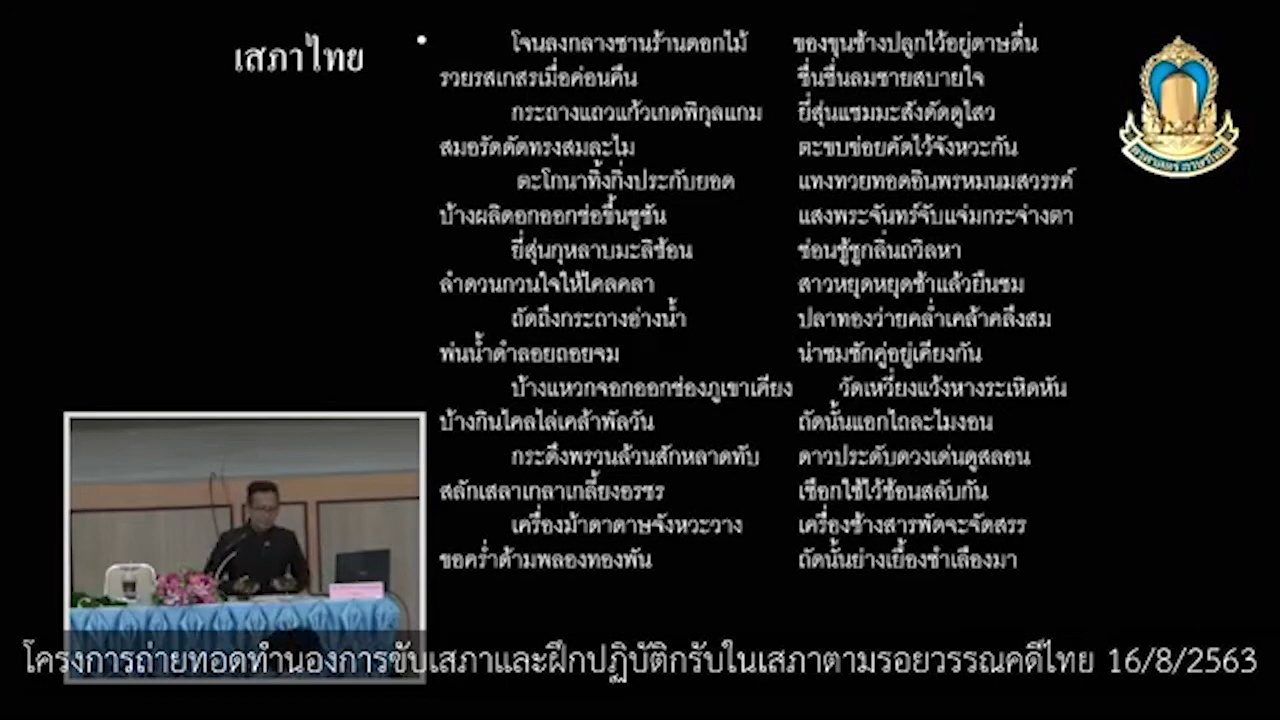 เสภาไทย
• โจนลงกลางชานร้านดอกไม้ ของขุนช้างปลูกไว้อยู่ดาษดื่น
รวยรสเกสรเมื่อค่อนคืน ชื่นชื่นลมชายสบายใจ
กระถางแถวแก้วเกดพิกุลแกม ยี่สุ่นแซมมะสังดัดดูไสว
สมอรัดดัดทรงสมละไม ตะขบข่อยคัดไว้จังหวะกัน
ตะโกนาทิ้งกิ่งประกับยอด แทงทวยทอดอินพรหมนมสวรรค์
บ้างผลิดอกออกช่อขึ้นชูชัน แสงพระจันทร์จับแจ่มกระจ่างตา
ยี่สุ่นกุหลาบมะลิซ้อน ซ่อนชู้ชูกลิ่นถวิลหา
ลำดวนกวนใจให้ไคลคลา สาวหยุดหยุดช้าแล้วยืนชม
ถัดถึงกระถางอ่างน้ำ ปลาทองว่ายคล่ำเคล้าคลึงสม
พ่นน้ำดำลอยถอยจม น่าชมชักคู่อยู่เคียงกัน
บ้างแหวกจอกออกช่องภูเขาเคียง วัดเหวี่ยงแว้งหางระเหิดหัน
บ้างกินไคลไล่เคล้าพัลวัน ถัดนั้นแอกไถละไมงอน
กระดึงพรวนล้วนสักหลาดทับ ดาวประดับดวงเด่นดูสลอน
สลักเสลาเกลาเกลี้ยงอรชร เชือกใช้ไว้ซ้อนสลับกัน
เครื่องม้าดาดาษจังหวะวาง เครื่องช้างสารพัดจะจัดสรร
ขอคร่ำด้ามพลองทองพัน ถัดนั้นย่างเยื้องชำเลืองมา
โครงการถ่ายทอดทำนองการขับเสภาและฝึกปฏิบัติกรับในเสภาตามรอยวรรณคดีไทย 16/8/2563